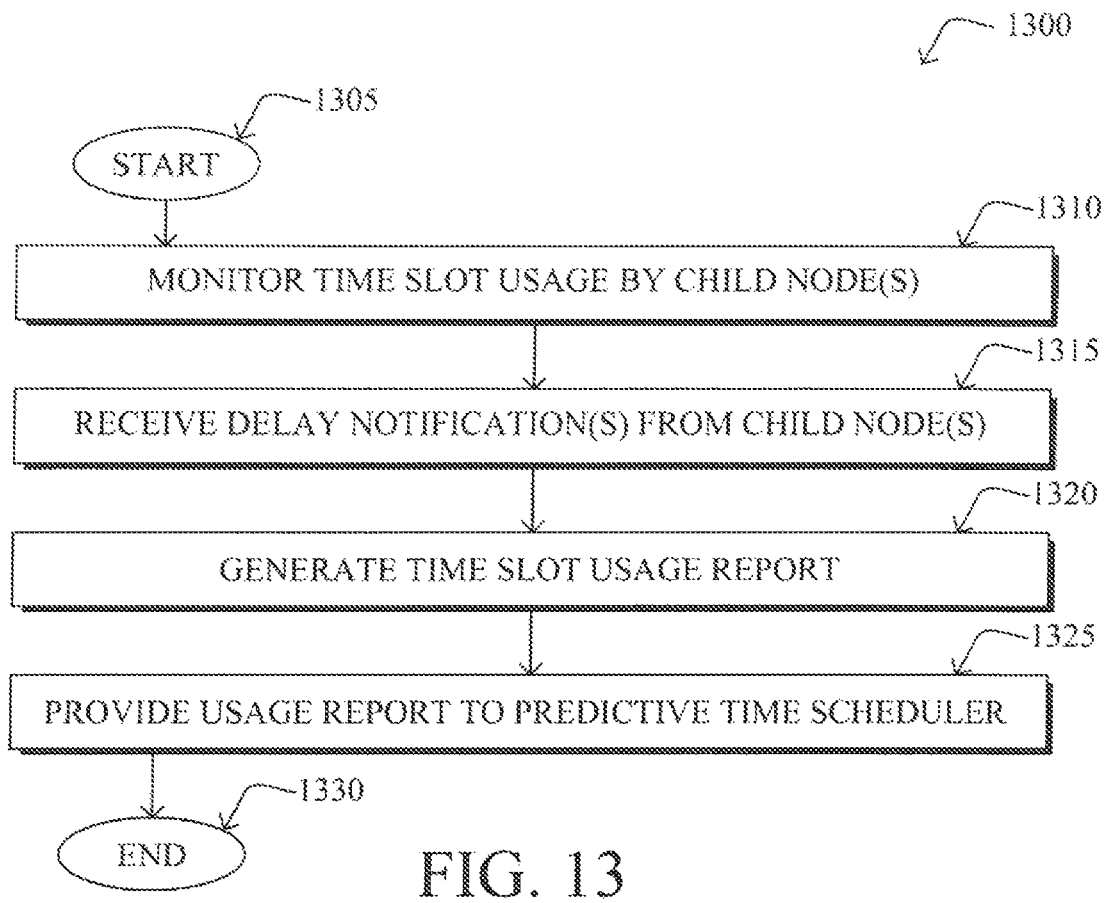 1300
1305
START
1310
MONITOR TIME SLOT USAGE BY CHILD NODE(S)
1315
RECEIVE DELAY NOTIFICATION(S) FROM CHILD NODE(S)
1320
GENERATE TIME SLOT USAGE REPORT
1325
PROVIDE USAGE REPORT TO PREDICTIVE TIME SCHEDULER
1330
END
FIG. 13